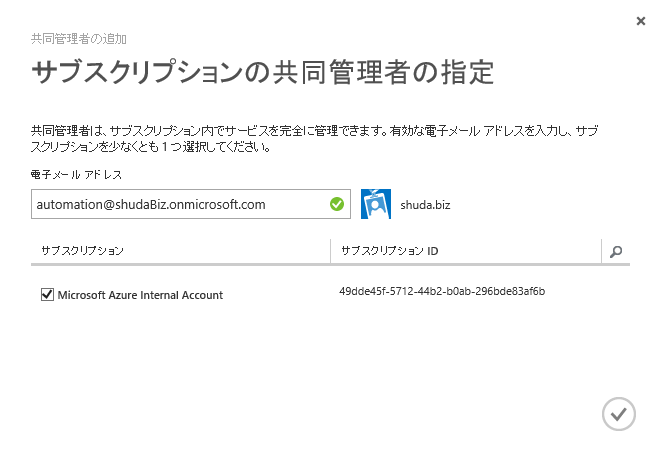 共同管理者の追加
サブスクリプションの共同管理者の指定
共同管理者は、サブスクリプション内でサービスを完全に管理できます。有効な電子メール アドレスを入力し、サブ
スクリプションを少なくとも 1 つ選択してください。
電子メール アドレス
automation@shudaBiz.onmicrosoft.com shuda.biz
サブスクリプション サブスクリプション ID
Microsoft Azure Internal Account 49dde45f-5712-44b2-b0ab-296bde83af6b